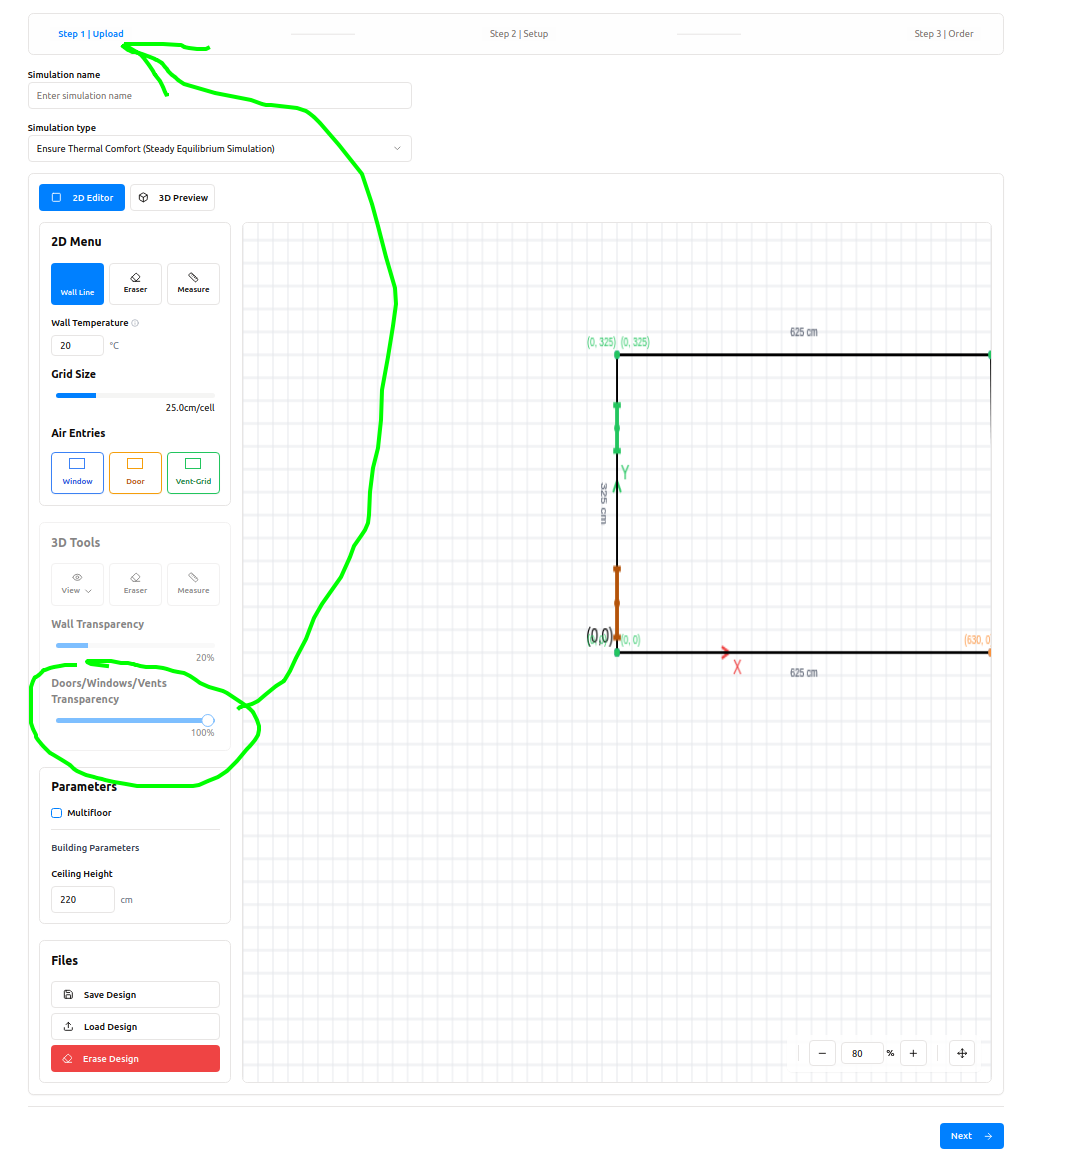 Step 1 | Upload
Step 2 | Setup
Step 3 | Order
Simulation name
Enter simulation name
Simulation type
Ensure Thermal Comfort (Steady Equilibrium Simulation)
2D Editor
3D Preview
2D Menu
Wall Line
Eraser
Measure
Wall Temperature
20
°C
Grid Size
25.0cm/cell
Air Entries
Window
Door
Vent-Grid
3D Tools
View
Eraser
Measure
Wall Transparency
20%
Doors/Windows/Vents
Transparency
100%
Parameters
Multifloor
Building Parameters
Ceiling Height
220
cm
Files
Save Design
Load Design
Erase Design
625 cm
(0, 325)
(0, 325)
Y
325 cm
(0,0)
(0, 0)
(630, 0
X
625 cm
80
%
Next